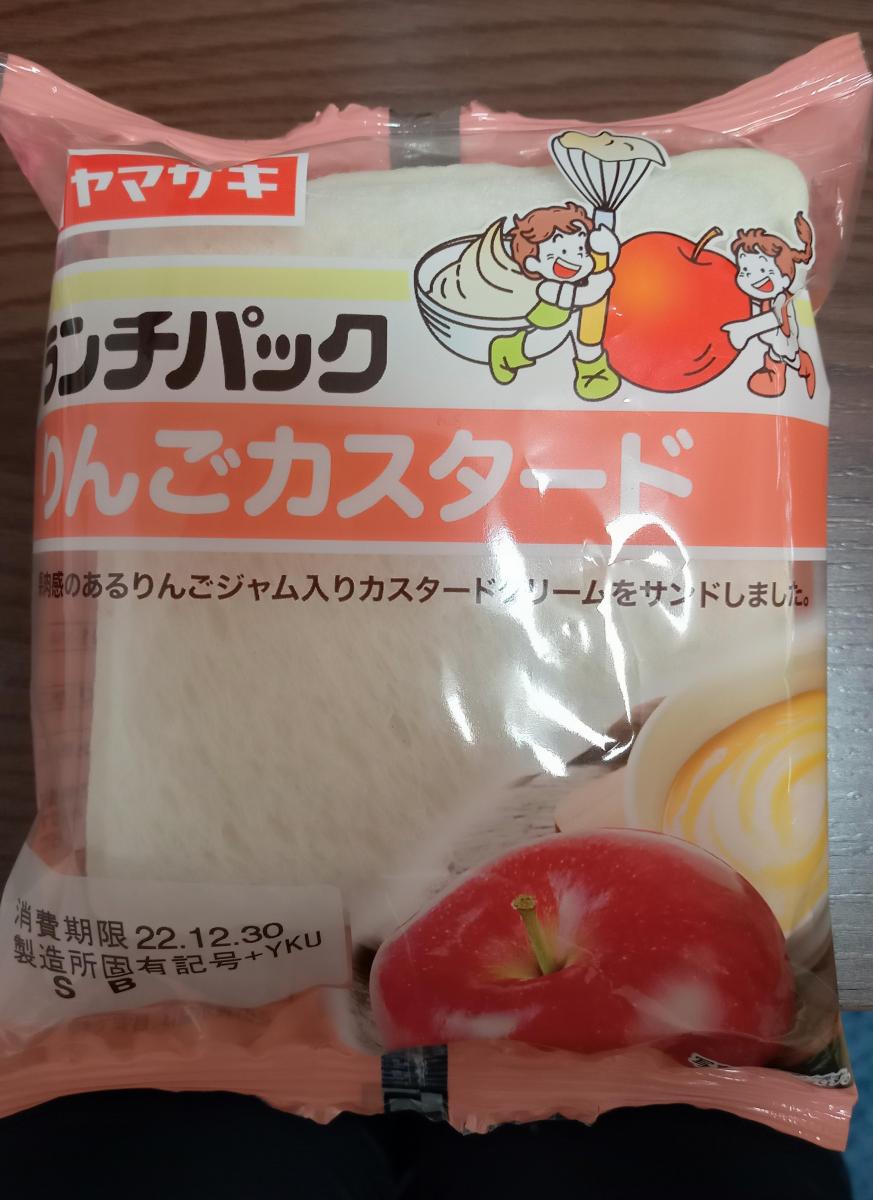 ヤマザキ
ランチパック
りんごカスタード
果肉感のあるりんごジャム入りカスタードクリームをサンドしました。
消費期限 22.12.30
製造所固有記号+YKU
S B